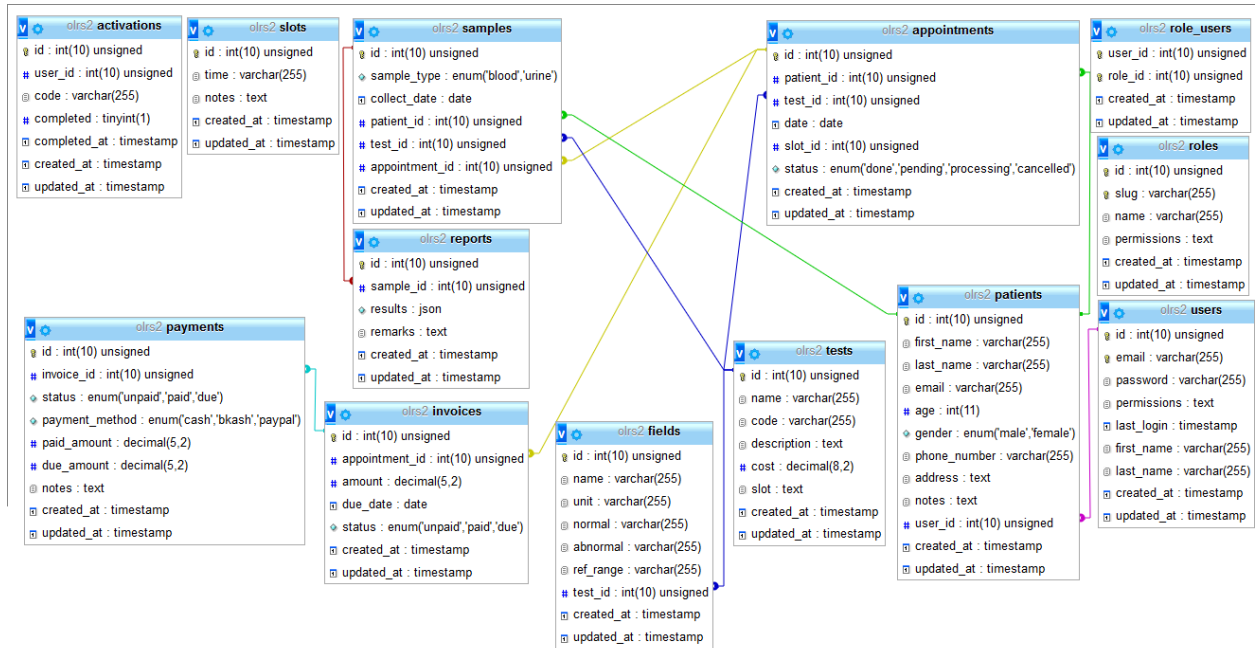 olrs2 activations
id : int(10) unsigned
user_id : int(10) unsigned
code : varchar(255)
completed : tinyint(1)
completed_at : timestamp
created_at : timestamp
updated_at : timestamp
olrs2 slots
id : int(10) unsigned
time : varchar(255)
notes : text
created_at : timestamp
updated_at : timestamp
olrs2 samples
id : int(10) unsigned
sample_type : enum('blood','urine')
collect_date : date
patient_id : int(10) unsigned
test_id : int(10) unsigned
appointment_id : int(10) unsigned
created_at : timestamp
updated_at : timestamp
olrs2 appointments
id : int(10) unsigned
patient_id : int(10) unsigned
test_id : int(10) unsigned
date : date
slot_id : int(10) unsigned
status : enum('done','pending','processing','cancelled')
created_at : timestamp
updated_at : timestamp
olrs2 role_users
user_id : int(10) unsigned
role_id : int(10) unsigned
created_at : timestamp
updated_at : timestamp
olrs2 roles
id : int(10) unsigned
slug : varchar(255)
name : varchar(255)
permissions : text
created_at : timestamp
updated_at : timestamp
olrs2 reports
id : int(10) unsigned
sample_id : int(10) unsigned
results : json
remarks : text
created_at : timestamp
updated_at : timestamp
olrs2 patients
id : int(10) unsigned
first_name : varchar(255)
last_name : varchar(255)
email : varchar(255)
age : int(11)
gender : enum('male','female')
phone_number : varchar(255)
address : text
notes : text
user_id : int(10) unsigned
created_at : timestamp
updated_at : timestamp
olrs2 users
id : int(10) unsigned
email : varchar(255)
password : varchar(255)
permissions : text
last_login : timestamp
first_name : varchar(255)
last_name : varchar(255)
created_at : timestamp
updated_at : timestamp
olrs2 payments
id : int(10) unsigned
invoice_id : int(10) unsigned
status : enum('unpaid','paid','due')
payment_method : enum('cash','bkash','paypal')
paid_amount : decimal(5,2)
due_amount : decimal(5,2)
notes : text
created_at : timestamp
updated_at : timestamp
olrs2 tests
id : int(10) unsigned
name : varchar(255)
code : varchar(255)
description : text
cost : decimal(8,2)
slot : text
created_at : timestamp
updated_at : timestamp
olrs2 invoices
id : int(10) unsigned
appointment_id : int(10) unsigned
amount : decimal(5,2)
due_date : date
status : enum('unpaid','paid','due')
created_at : timestamp
updated_at : timestamp
olrs2 fields
id : int(10) unsigned
name : varchar(255)
unit : varchar(255)
normal : varchar(255)
abnormal : varchar(255)
ref_range : varchar(255)
test_id : int(10) unsigned
created_at : timestamp
updated_at : timestamp